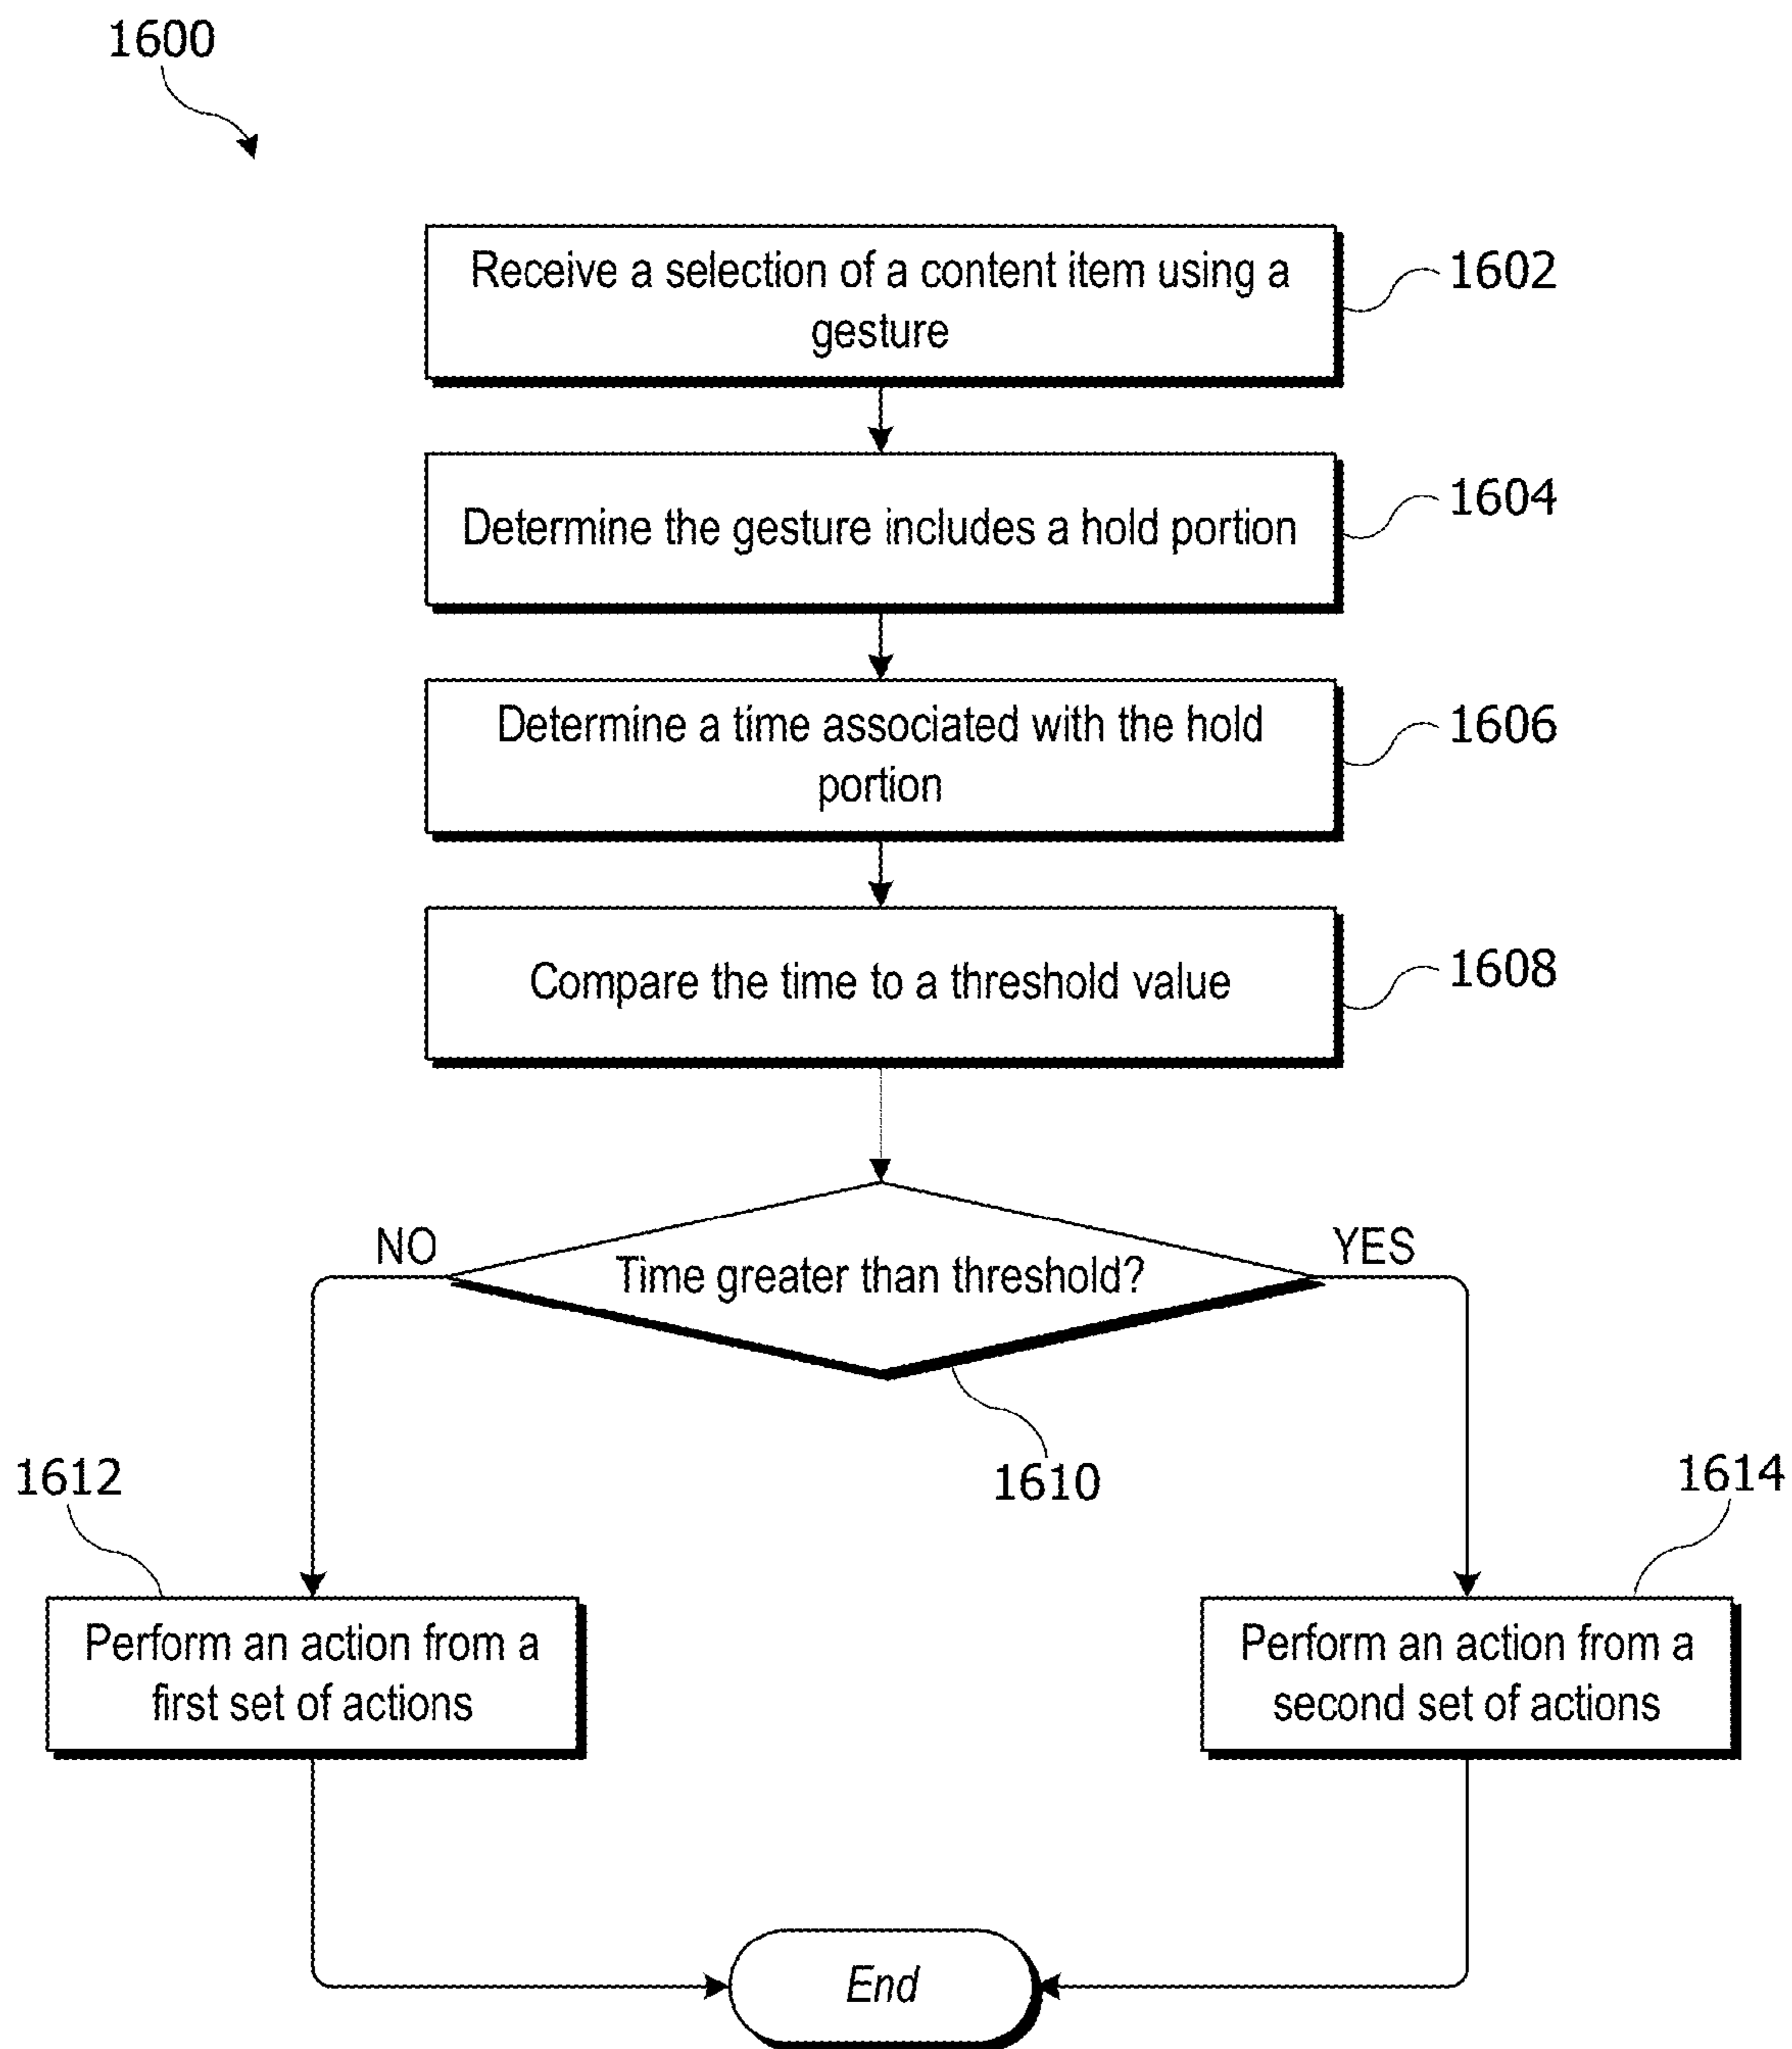 1600
Receive a selection of a content item using a
gesture
1602
Determine the gesture includes a hold portion
1604
Determine a time associated with the hold
portion
1606
Compare the time to a threshold value
1608
NO
Time greater than threshold?
YES
1610
1612
1614
Perform an action from a
first set of actions
Perform an action from a
second set of actions
End